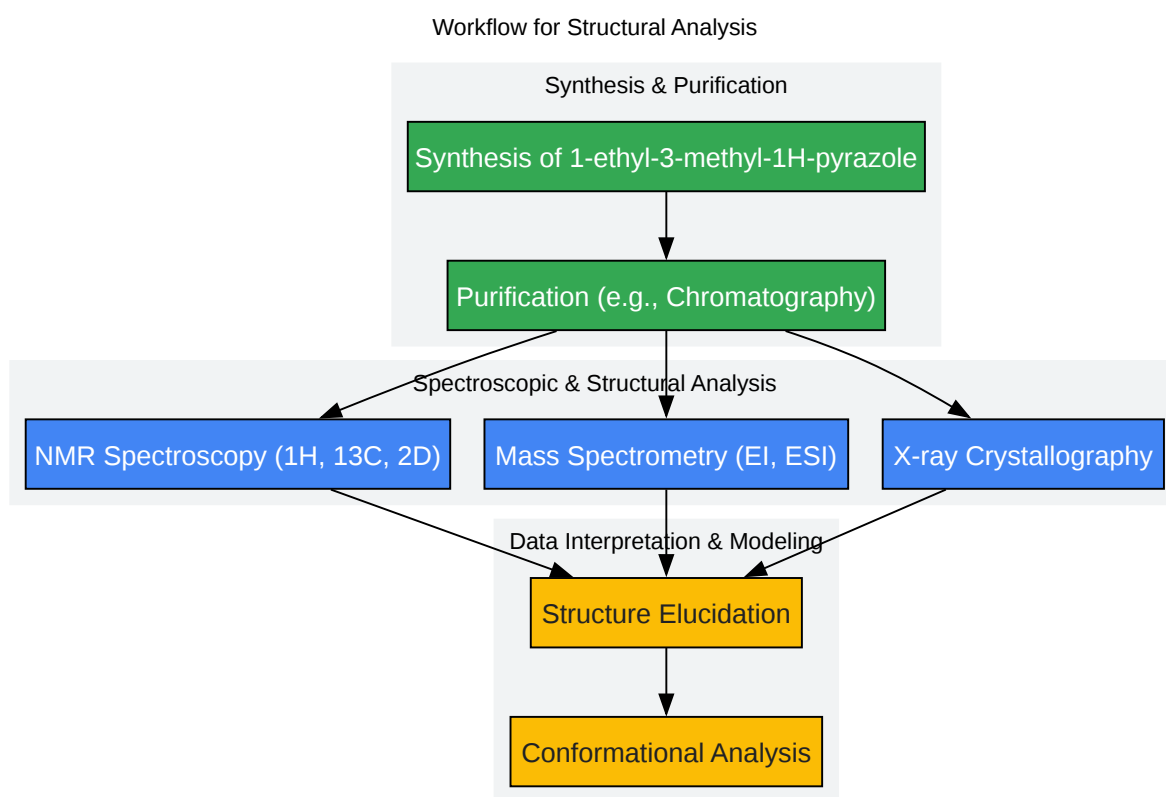 Workflow for Structural Analysis
Synthesis & Purification
Synthesis of 1-ethyl-3-methyl-1H-pyrazole
Purification (e.g., Chromatography)
Spectroscopic & Structural Analysis
NMR Spectroscopy (1H, 13C, 2D)
Mass Spectrometry (EI, ESI)
X-ray Crystallography
Data Interpretation & Modeling
Structure Elucidation
Conformational Analysis